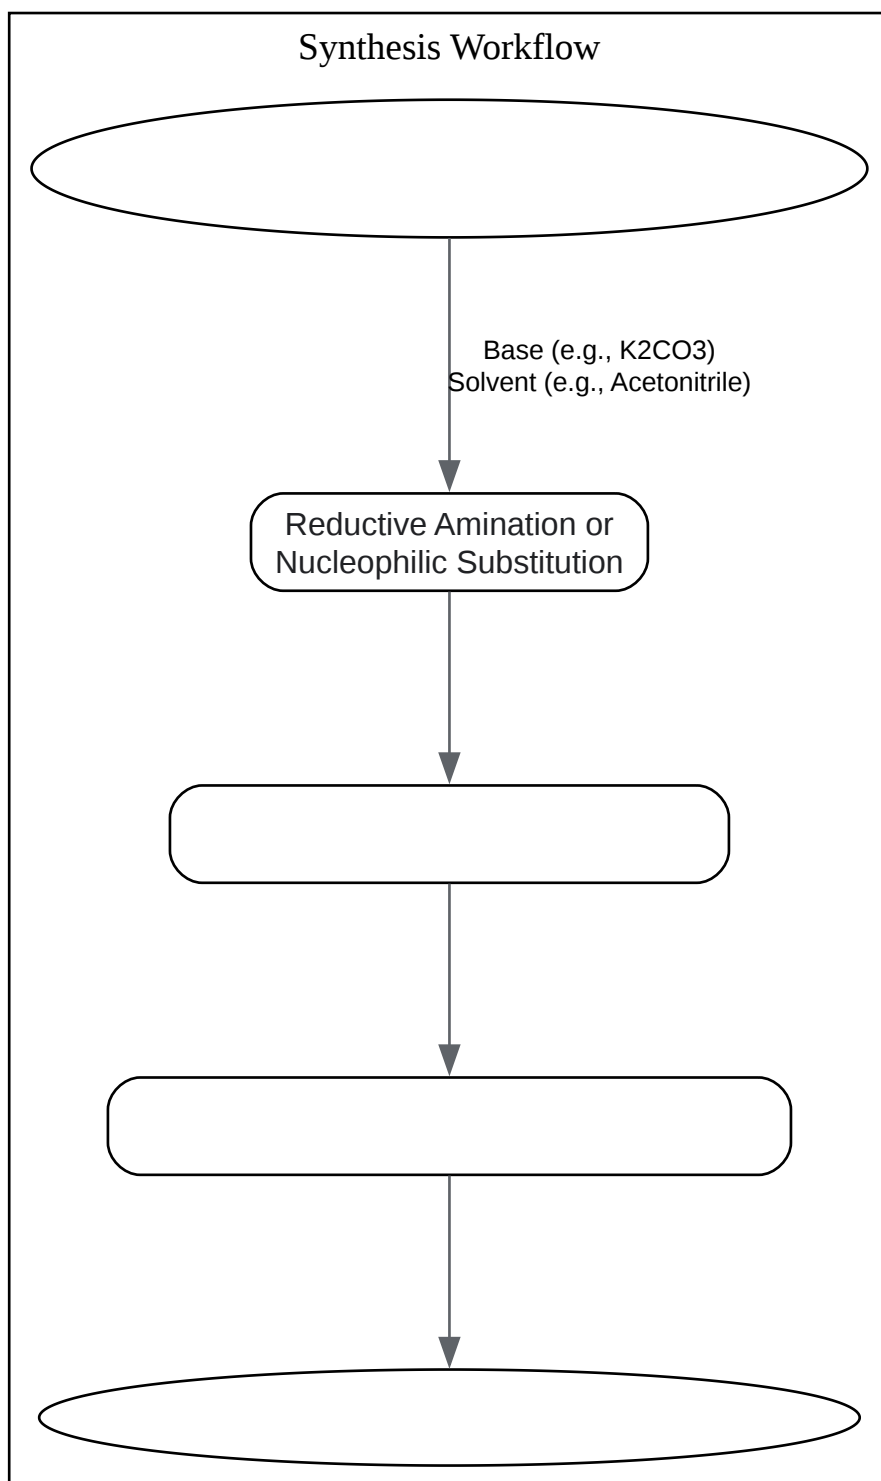 Synthesis Workflow
Base (e.g., K2CO3)
Solvent (e.g., Acetonitrile)
Reductive Amination or
Nucleophilic Substitution